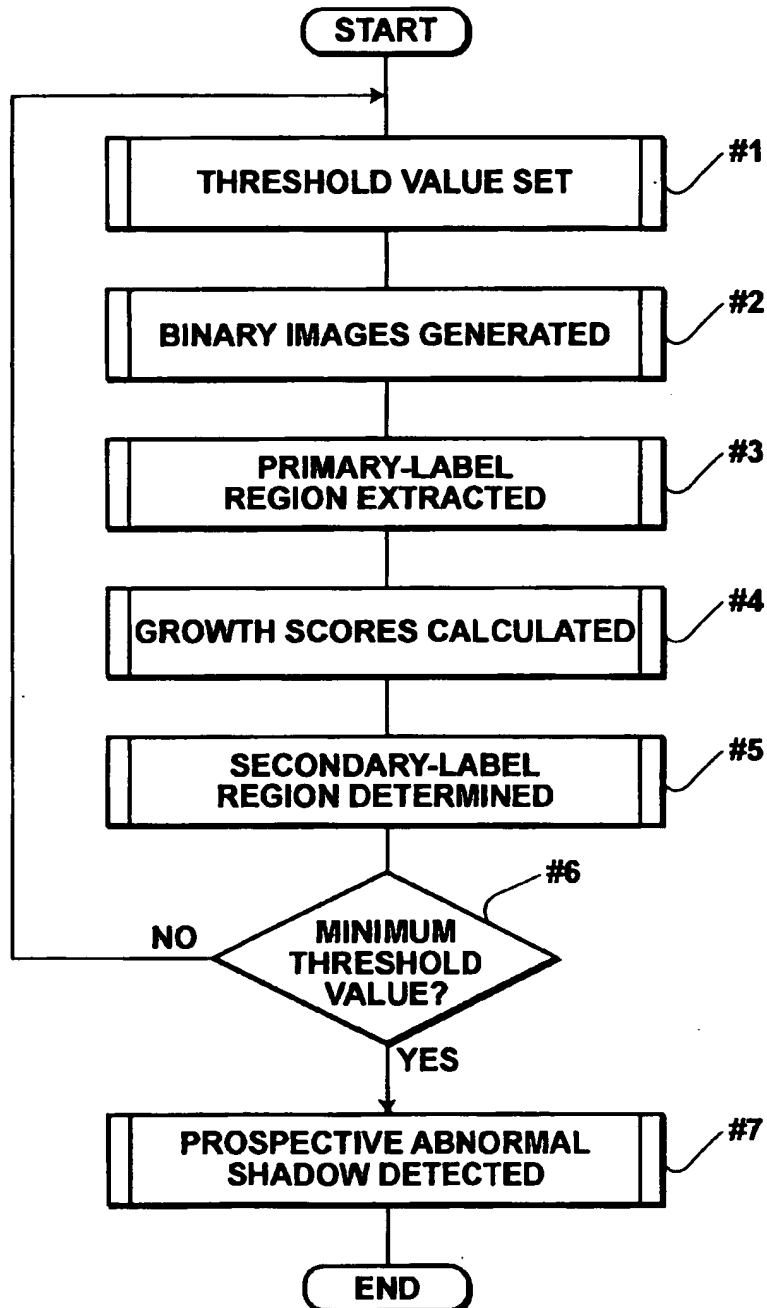 START
THRESHOLD VALUE SET
#1
BINARY IMAGES GENERATED
#2
PRIMARY-LABEL
REGION EXTRACTED
#3
GROWTH SCORES CALCULATED
#4
SECONDARY-LABEL
REGION DETERMINED
#5
#6
NO
MINIMUM
THRESHOLD
VALUE?
YES
PROSPECTIVE ABNORMAL
SHADOW DETECTED
#7
END